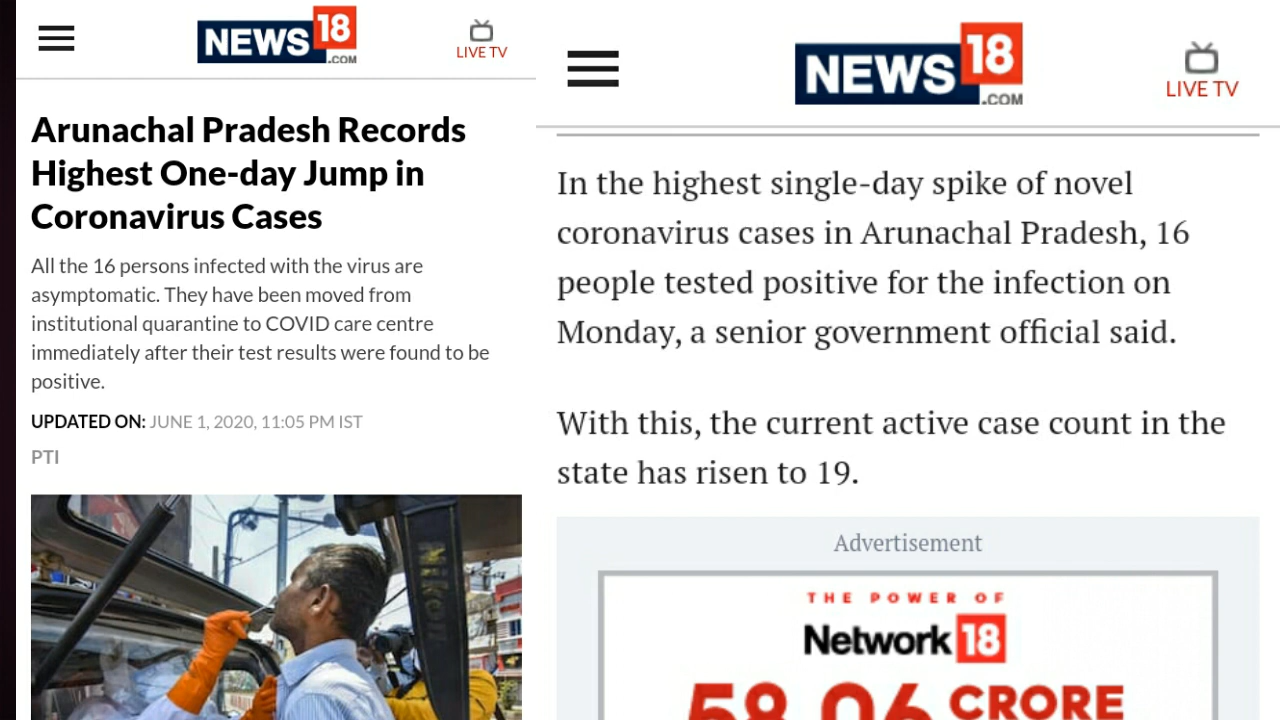 NEWS18.COM
LIVE TV
Arunachal Pradesh Records
Highest One-day Jump in
Coronavirus Cases
All the 16 persons infected with the virus are
asymptomatic. They have been moved from
institutional quarantine to COVID care centre
immediately after their test results were found to be
positive.
UPDATED ON: JUNE 1, 2020, 11:05 PM IST
PTI
NEWS18.COM
LIVE TV
In the highest single-day spike of novel
coronavirus cases in Arunachal Pradesh, 16
people tested positive for the infection on
Monday, a senior government official said.
With this, the current active case count in the
state has risen to 19.
Advertisement
THE POWER OF
Network18
58.06 CRORE